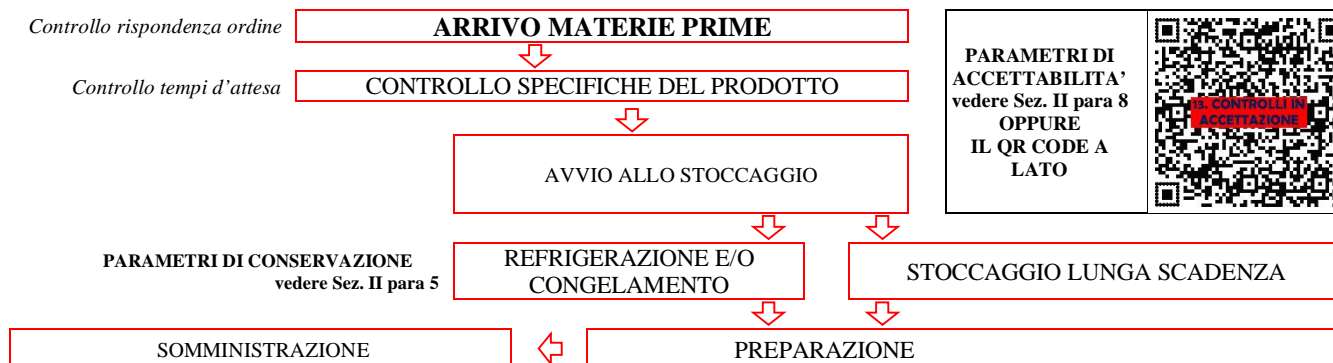 Controllo rispondenza ordine
ARRIVO MATERIE PRIME
Controllo tempi d'attesa
CONTROLLO SPECIFICHE DEL PRODOTTO
AVVIO ALLO STOCCAGGIO
PARAMETRI DI
ACCETTABILITA'
vedere Sez. II para 8
OPPURE
IL QR CODE A
LATO
13. CONTROLLI IN
ACCETTAZIONE
PARAMETRI DI CONSERVAZIONE
vedere Sez. II para 5
REFRIGERAZIONE E/O
CONGELAMENTO
STOCCAGGIO LUNGA SCADENZA
SOMMINISTRAZIONE
PREPARAZIONE